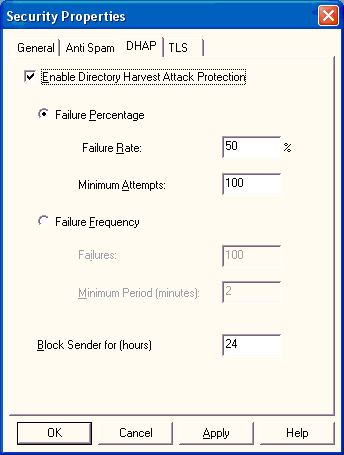 Security Properties
General Anti Spam DHAP TLS
Enable Directory Harvest Attack Protection
Failure Percentage
Failure Rate: 50 %
Minimum Attempts: 100
Failure Frequency
Failures: 100
Minimum Period (minutes): 2
Block Sender for (hours) 24
OK Cancel Apply Help